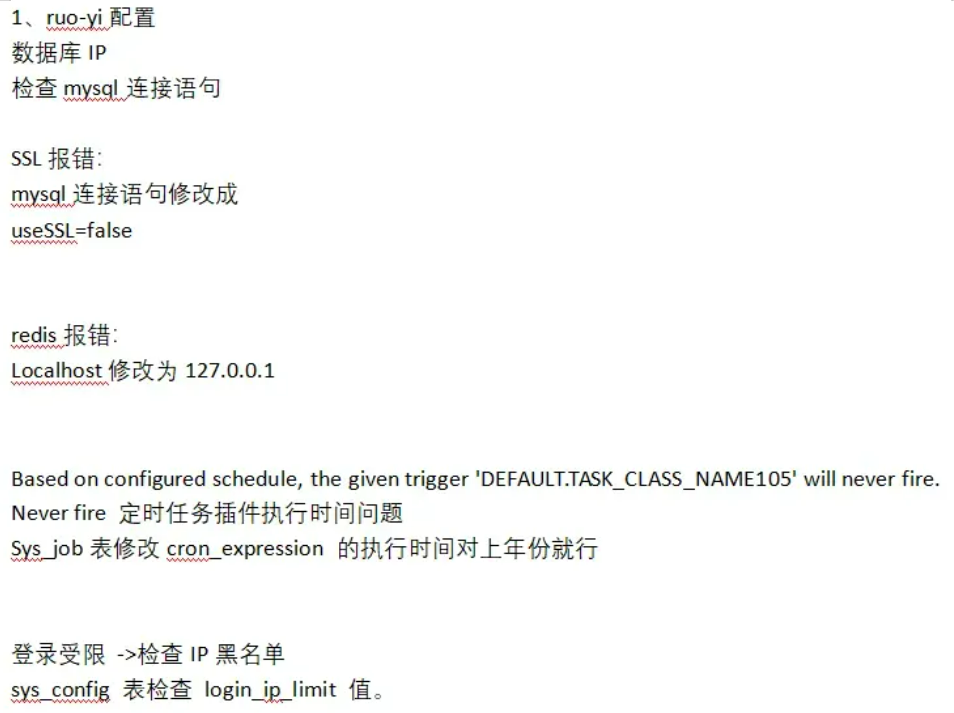 1、ruo-yi 配置
数据库 IP
检查 mysql 连接语句
SSL 报错：
mysql 连接语句修改成
useSSL=false
redis 报错：
Localhost 修改为 127.0.0.1
Based on configured schedule, the given trigger 'DEFAULT.TASK_CLASS_NAME105' will never fire.
Never fire 定时任务插件执行时间问题
Sys_job 表修改 cron_expression 的执行时间对上年份就行
登录受限 ->检查 IP 黑名单
sys_config 表检查 login_ip_limit 值。